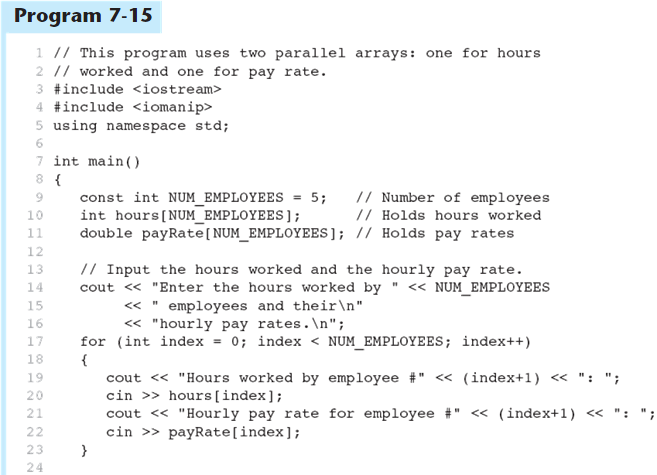 Program 7-15
1 // This program uses two parallel arrays: one for hours
2 // worked and one for pay rate.
3 #include <iostream>
4 #include <iomanip>
5 using namespace std;
6
7 int main()
8 {
9    const int NUM_EMPLOYEES = 5;   // Number of employees
10    int hours[NUM_EMPLOYEES];      // Holds hours worked
11    double payRate[NUM_EMPLOYEES]; // Holds pay rates
12
13    // Input the hours worked and the hourly pay rate.
14    cout << "Enter the hours worked by " << NUM_EMPLOYEES
15         << " employees and their\n"
16         << "hourly pay rates.\n";
17    for (int index = 0; index < NUM_EMPLOYEES; index++)
18    {
19       cout << "Hours worked by employee #" << (index+1) << ": ";
20       cin >> hours[index];
21       cout << "Hourly pay rate for employee #" << (index+1) << ": ";
22       cin >> payRate[index];
23    }
24